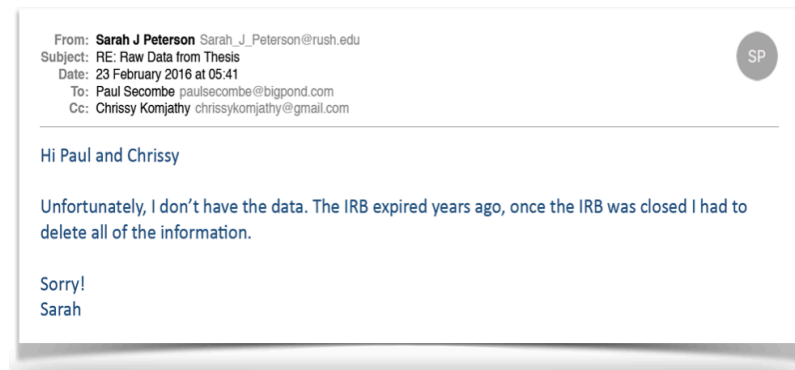 From: Sarah J Peterson Sarah_J_Peterson@rush.edu
SP
Subject: RE: Raw Data from Thesis
Date: 23 February 2016 at 05:41
To: Paul Secombe paulsecombe@bigpond.com
Cc: Chrissy Komjathy chrissykomjathy@gmail.com
Hi Paul and Chrissy
Unfortunately, I don't have the data. The IRB expired years ago, once the IRB was closed I had to
delete all of the information.
Sorry!
Sarah